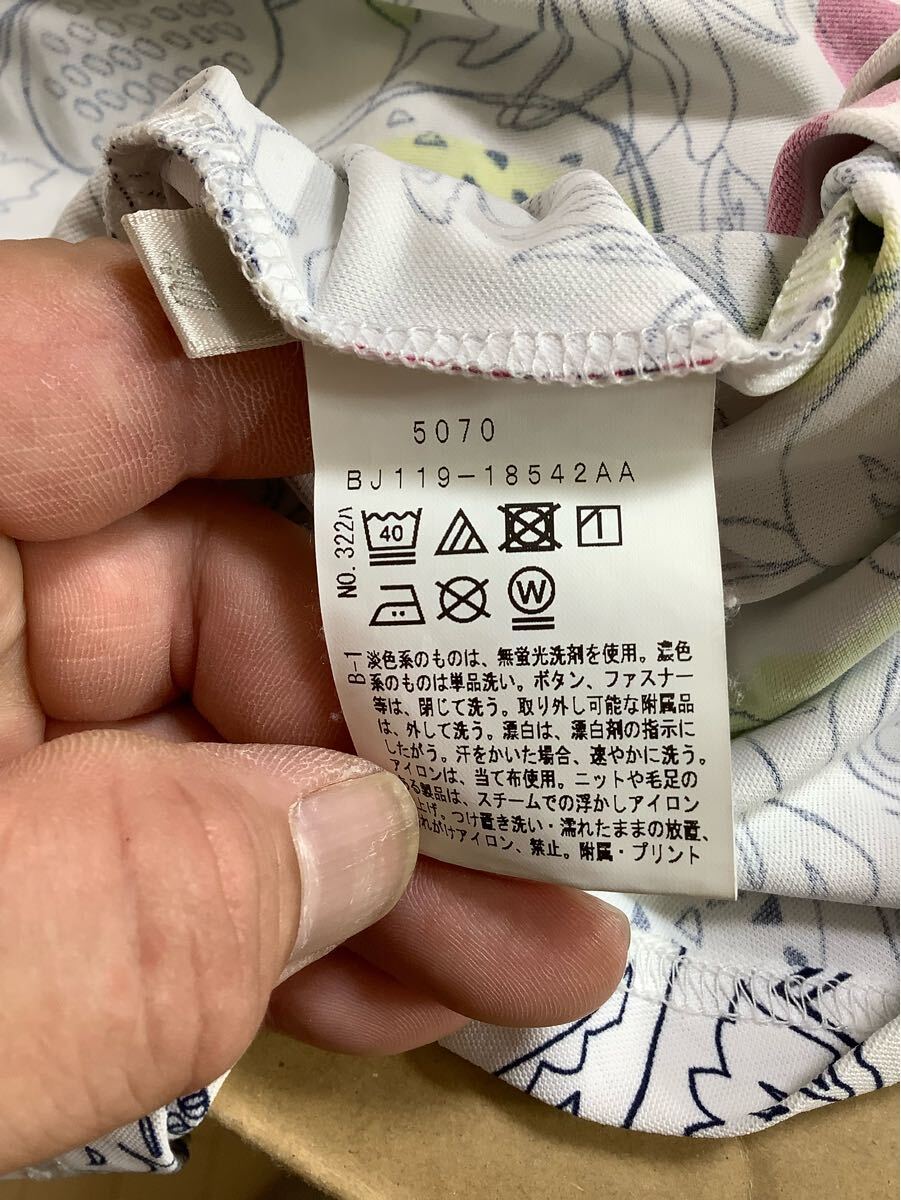 5070
BJ119-18542AA
NO.322ハ
40
W
B-1
淡色系のものは、無蛍光洗剤を使用。濃色
系のものは単品洗い。ボタン、ファスナー
等は、閉じて洗う。取り外し可能な附属品
は、外して洗う。漂白は、漂白剤の指示に
したがう。汗をかいた場合、速やかに洗う。
アイロンは、当て布使用。ニットや毛足の
る製品は、スチームでの浮かしアイロン
上げ。つけ置き洗い・濡れたままの放置、
れがけアイロン、禁止。附属・プリント